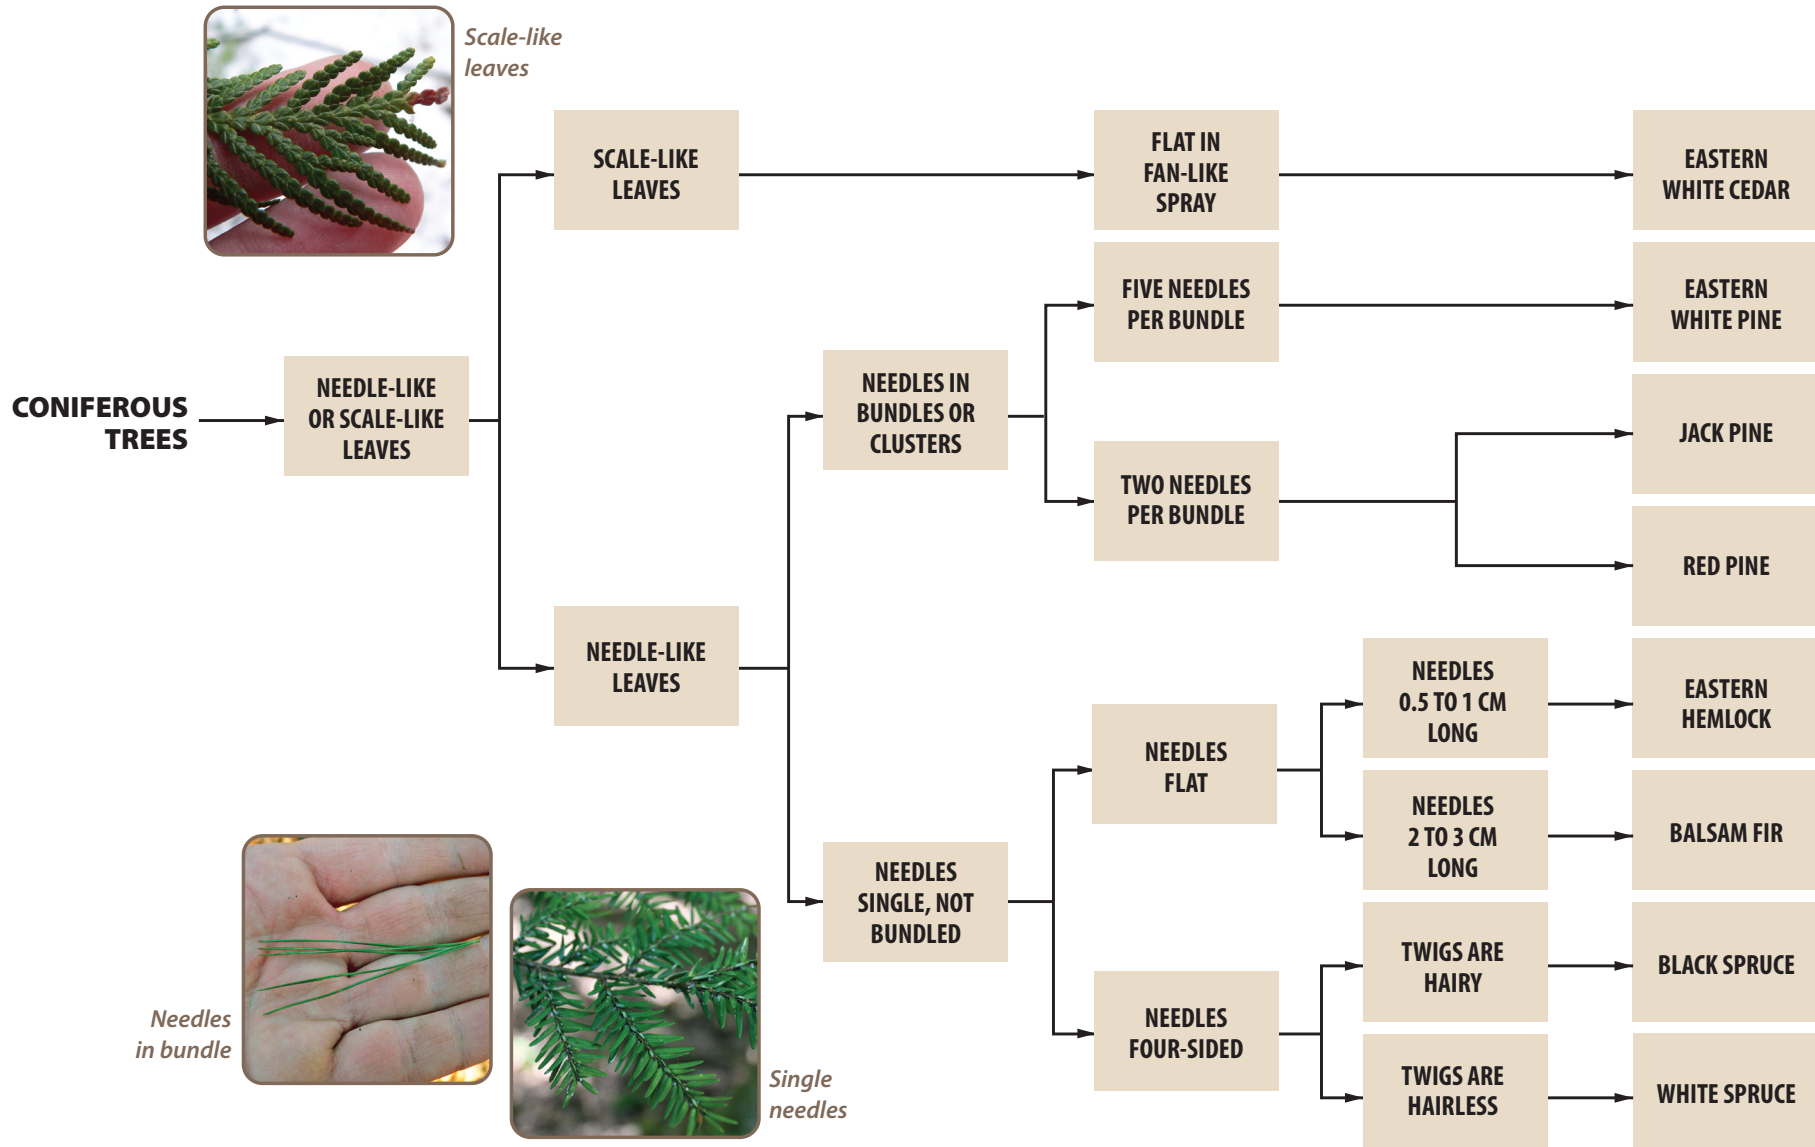 Scale-like
leaves
CONIFEROUS
TREES
NEEDLE-LIKE
OR SCALE-LIKE
LEAVES
SCALE-LIKE
LEAVES
FLAT IN
FAN-LIKE
SPRAY
EASTERN
WHITE CEDAR
NEEDLE-LIKE
LEAVES
NEEDLES IN
BUNDLES OR
CLUSTERS
FIVE NEEDLES
PER BUNDLE
EASTERN
WHITE PINE
TWO NEEDLES
PER BUNDLE
JACK PINE
RED PINE
NEEDLES
SINGLE, NOT
BUNDLED
NEEDLES
FLAT
NEEDLES
0.5 TO 1 CM
LONG
EASTERN
HEMLOCK
NEEDLES
2 TO 3 CM
LONG
BALSAM FIR
NEEDLES
FOUR-SIDED
TWIGS ARE
HAIRY
BLACK SPRUCE
TWIGS ARE
HAIRLESS
WHITE SPRUCE
Needles
in bundle
Single
needles